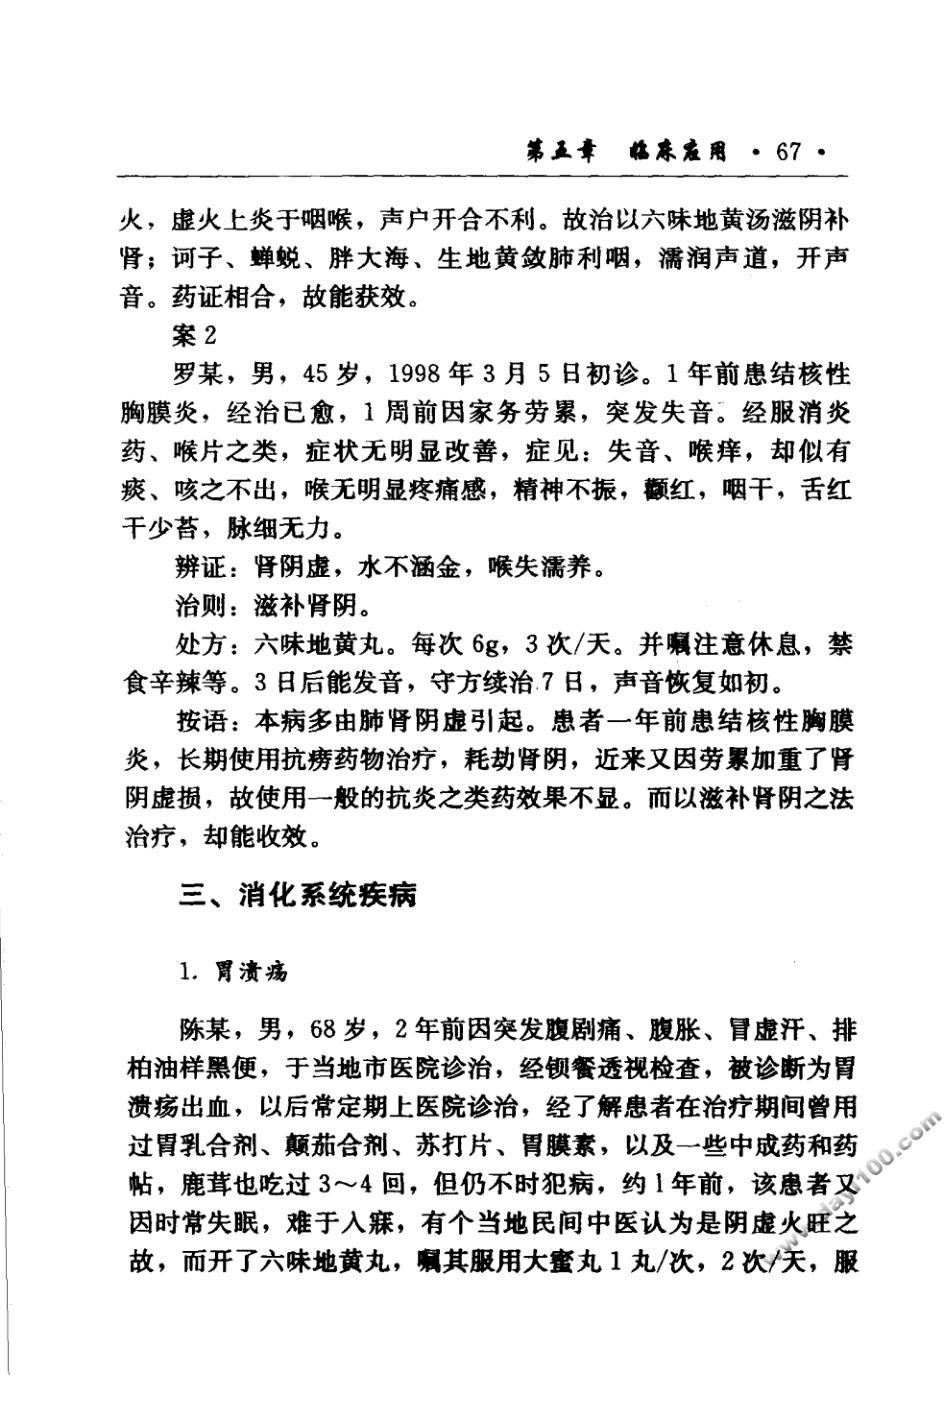 第五章 临床应用 · 67 ·
火，虚火上炎于咽喉，声户开合不利。故治以六味地黄汤滋阴补
肾；诃子、蝉蜕、胖大海、生地黄敛肺利咽，濡润声道，开声
音。药证相合，故能获效。
案 2
罗某，男，45 岁，1998 年 3 月 5 日初诊。1 年前患结核性
胸膜炎，经治已愈，1 周前因家务劳累，突发失音。经服消炎
药、喉片之类，症状无明显改善，症见：失音、喉痒，却似有
痰、咳之不出，喉无明显疼痛感，精神不振，颧红，咽干，舌红
干少苔，脉细无力。
辨证：肾阴虚，水不涵金，喉失濡养。
治则：滋补肾阴。
处方：六味地黄丸。每次 6g，3 次/天。并嘱注意休息，禁
食辛辣等。3 日后能发音，守方续治 7 日，声音恢复如初。
按语：本病多由肺肾阴虚引起。患者一年前患结核性胸膜
炎，长期使用抗痨药物治疗，耗劫肾阴，近来又因劳累加重了肾
阴虚损，故使用一般的抗炎之类药效果不显。而以滋补肾阴之法
治疗，却能收效。
三、消化系统疾病
1. 胃溃疡
陈某，男，68 岁，2 年前因突发腹剧痛、腹胀、冒虚汗、排
柏油样黑便，于当地市医院诊治，经钡餐透视检查，被诊断为胃
溃疡出血，以后常定期上医院诊治，经了解患者在治疗期间曾用
过胃乳合剂、颠茄合剂、苏打片、胃膜素，以及一些中成药和药
帖，鹿茸也吃过 3～4 回，但仍不时犯病，约 1 年前，该患者又
因时常失眠，难于入寐，有个当地民间中医认为是阴虚火旺之
故，而开了六味地黄丸，嘱其服用大蜜丸 1 丸/次，2 次/天，服